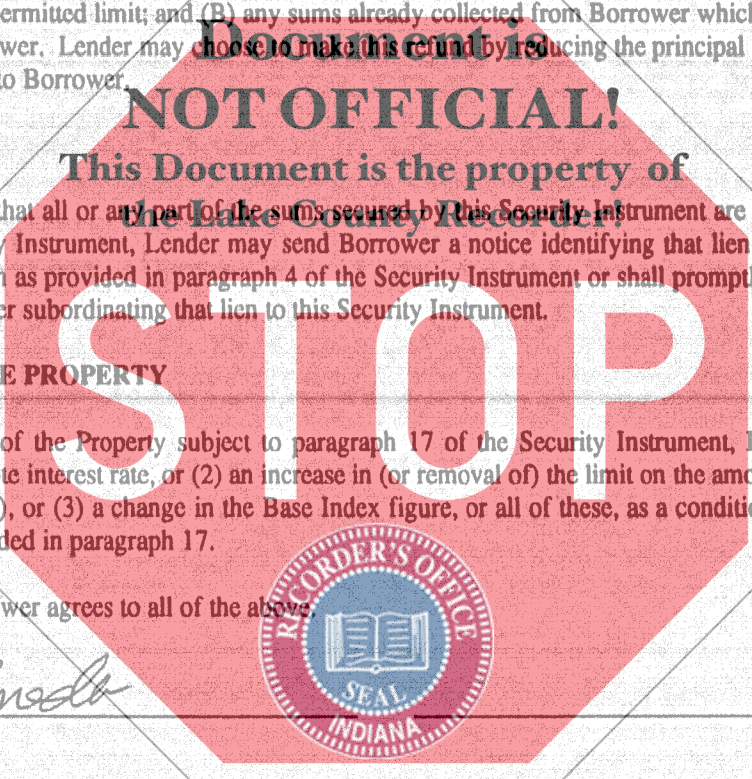 ermitted limit; and (B) any sums already collected from Borrower which
wer. Lender may choose to make this refund by reducing the principal
to Borrower.
Document is
NOT OFFICIAL!
This Document is the property of
the Lake County Recorder!
that all or any part of the sums secured by this Security Instrument are
Instrument, Lender may send Borrower a notice identifying that lien
as provided in paragraph 4 of the Security Instrument or shall prompt
er subordinating that lien to this Security Instrument.
STOP
E PROPERTY
of the Property subject to paragraph 17 of the Security Instrument,
te interest rate, or (2) an increase in (or removal of) the limit on the amo
), or (3) a change in the Base Index figure, or all of these, as a conditi
ded in paragraph 17.
wer agrees to all of the above.
RECORDER'S OFFICE
SEAL
INDIANA